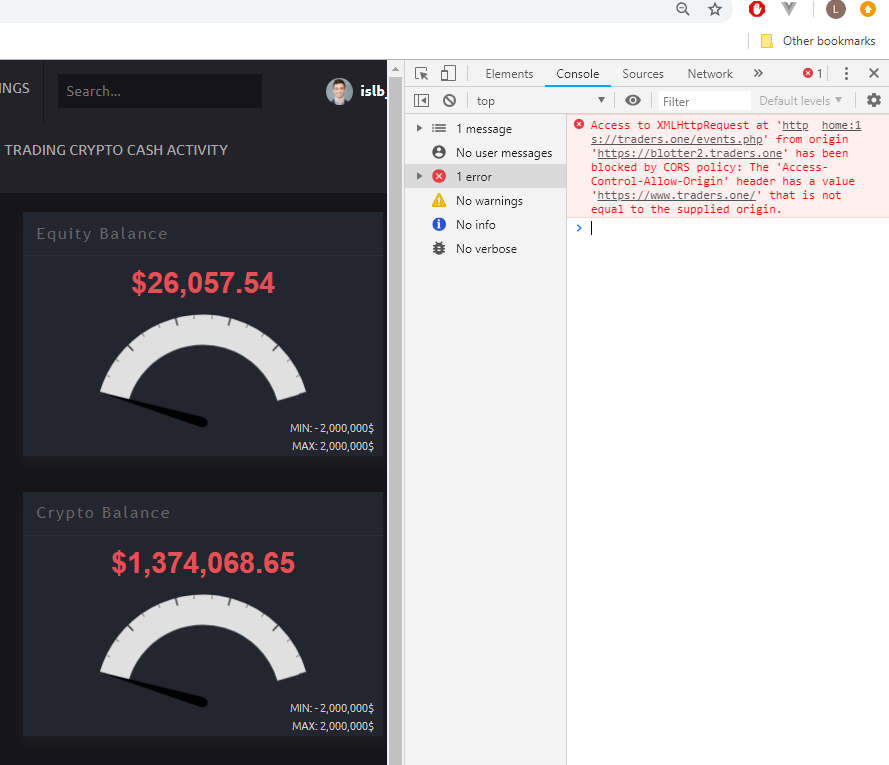 L
Other bookmarks
INGS
Search...
islb_
TRADING CRYPTO CASH ACTIVITY
Equity Balance
$26,057.54
MIN: - 2,000,000$
MAX: 2,000,000$
Crypto Balance
$1,374,068.65
MIN: - 2,000,000$
MAX: 2,000,000$
Elements Console Sources Network » 1
top Filter Default levels
1 message
No user messages
1 error
No warnings
No info
No verbose
Access to XMLHttpRequest at 'http home:1
s://traders.one/events.php' from origin
'https://blotter2.traders.one' has been
blocked by CORS policy: The 'Access-
Control-Allow-Origin' header has a value
'https://www.traders.one/' that is not
equal to the supplied origin.